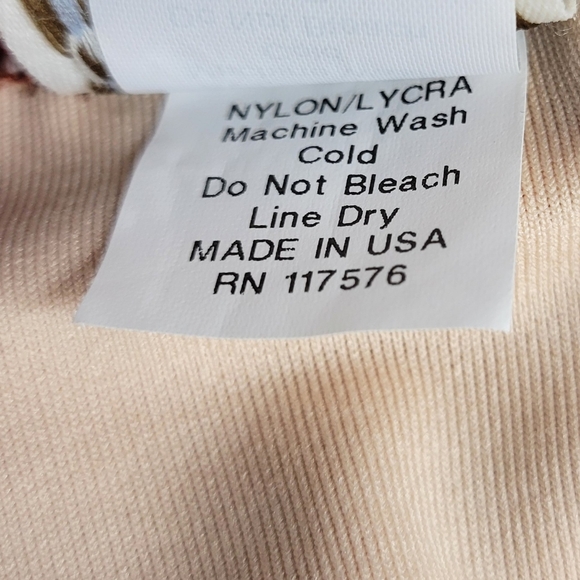 NYLON/LYCRA
Machine Wash
Cold
Do Not Bleach
Line Dry
MADE IN USA
RN 117576